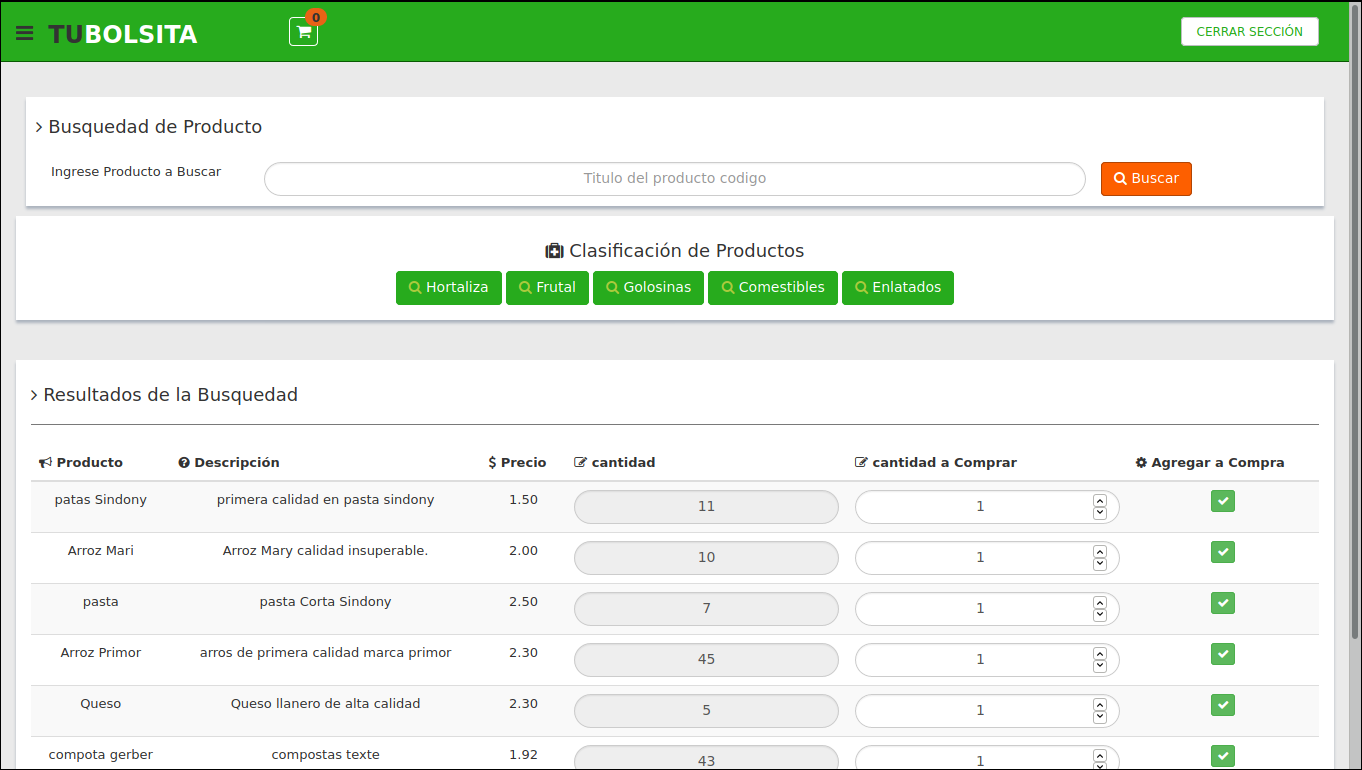 TUBOLSITA 0 CERRAR SECCIÓN
Busquedad de Producto
Ingrese Producto a Buscar Titulo del producto codigo Buscar
Clasificación de Productos
Hortaliza Frutal Golosinas Comestibles Enlatados
Resultados de la Busquedad
Producto Descripción $ Precio cantidad cantidad a Comprar Agregar a Compra
patas Sindony primera calidad en pasta sindony 1.50 11 1
Arroz Mari Arroz Mary calidad insuperable. 2.00 10 1
pasta pasta Corta Sindony 2.50 7 1
Arroz Primor arros de primera calidad marca primor 2.30 45 1
Queso Queso llanero de alta calidad 2.30 5 1
compota gerber compostas texte 1.92 43 1